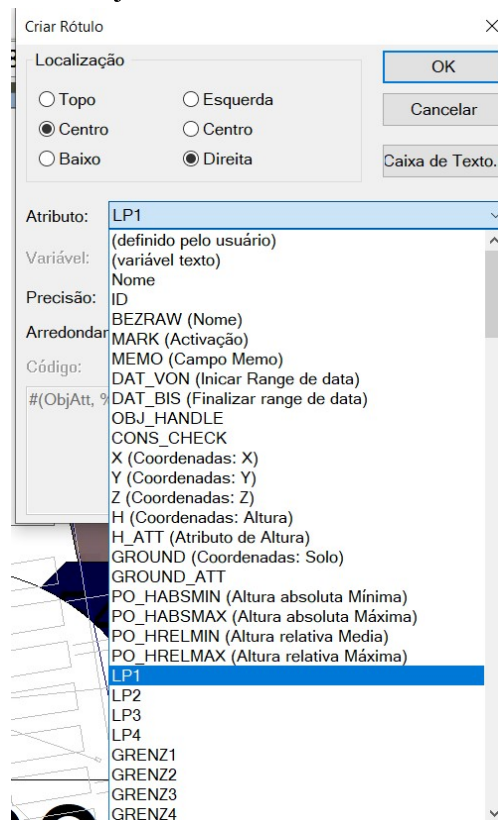 Criar Rótulo
Localização
Topo
Esquerda
Centro
Centro
Baixo
Direita
OK
Cancelar
Caixa de Texto.
Atributo:
LP1
Variável:
Precisão:
Arredondar
Código:
#(ObjAtt, %
(definido pelo usuário)
(variável texto)
Nome
ID
BEZRAW (Nome)
MARK (Activação)
MEMO (Campo Memo)
DAT_VON (Inicar Range de data)
DAT_BIS (Finalizar range de data)
OBJ_HANDLE
CONS_CHECK
X (Coordenadas: X)
Y (Coordenadas: Y)
Z (Coordenadas: Z)
H (Coordenadas: Altura)
H_ATT (Atributo de Altura)
GROUND (Coordenadas: Solo)
GROUND_ATT
PO_HABSMIN (Altura absoluta Mínima)
PO_HABSMAX (Altura absoluta Máxima)
PO_HRELMIN (Altura relativa Media)
PO_HRELMAX (Altura relativa Máxima)
LP1
LP2
LP3
LP4
GRENZ1
GRENZ2
GRENZ3
GRENZ4